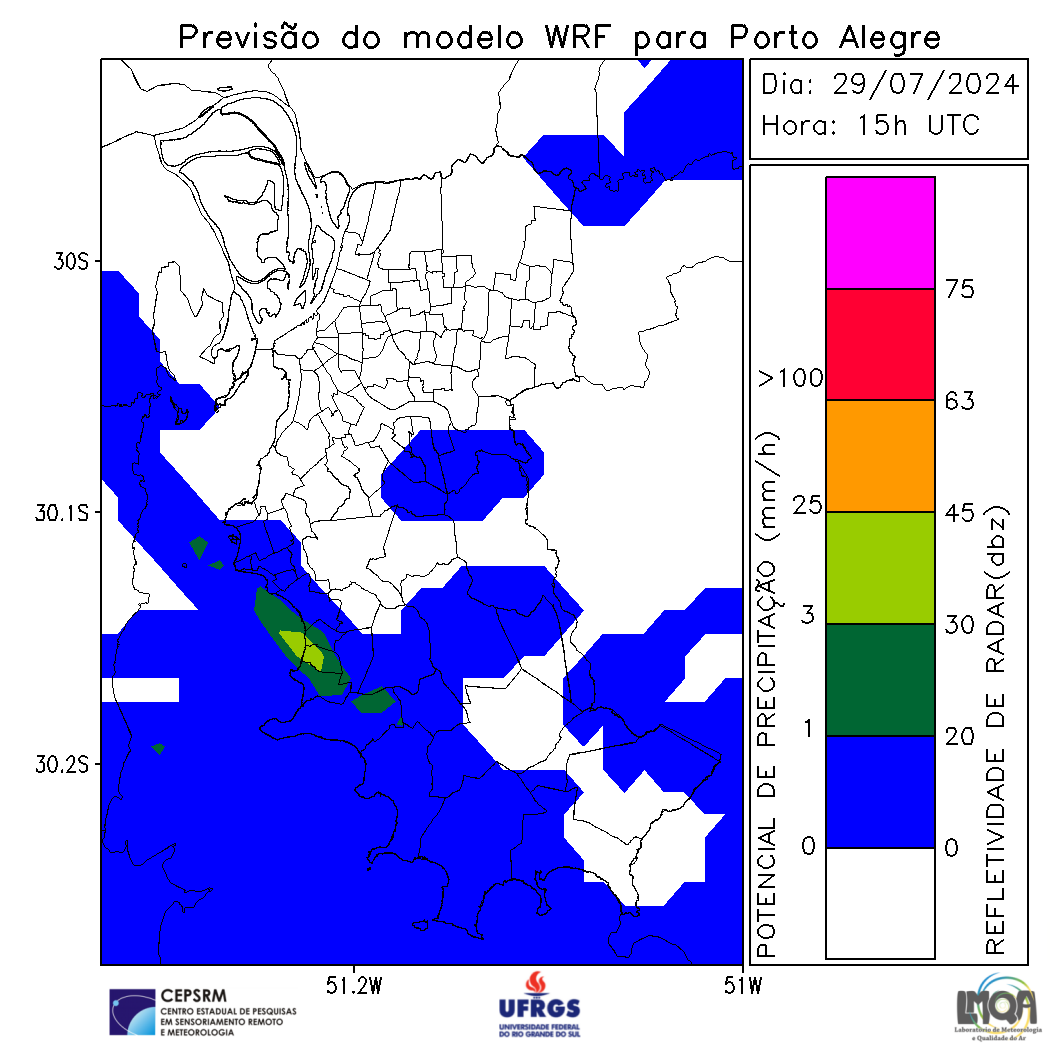 Previsão do modelo WRF para Porto Alegre
Dia: 29/07/2024
Hora: 15h UTC
30S
30.1S
30.2S
51.2W
51W
POTENCIAL DE PRECIPITAÇÃO (mm/h)
>100
25
3
1
0
75
63
45
30
20
0
REFLETIVIDADE DE RADAR(dbz)
CEPSRM
CENTRO ESTADUAL DE PESQUISAS
EM SENSORIAMENTO REMOTO
E METEOROLOGIA
UFRGS
UNIVERSIDADE FEDERAL
DO RIO GRANDE DO SUL
LMQA
Laboratório de Meteorologia
e Qualidade do Ar